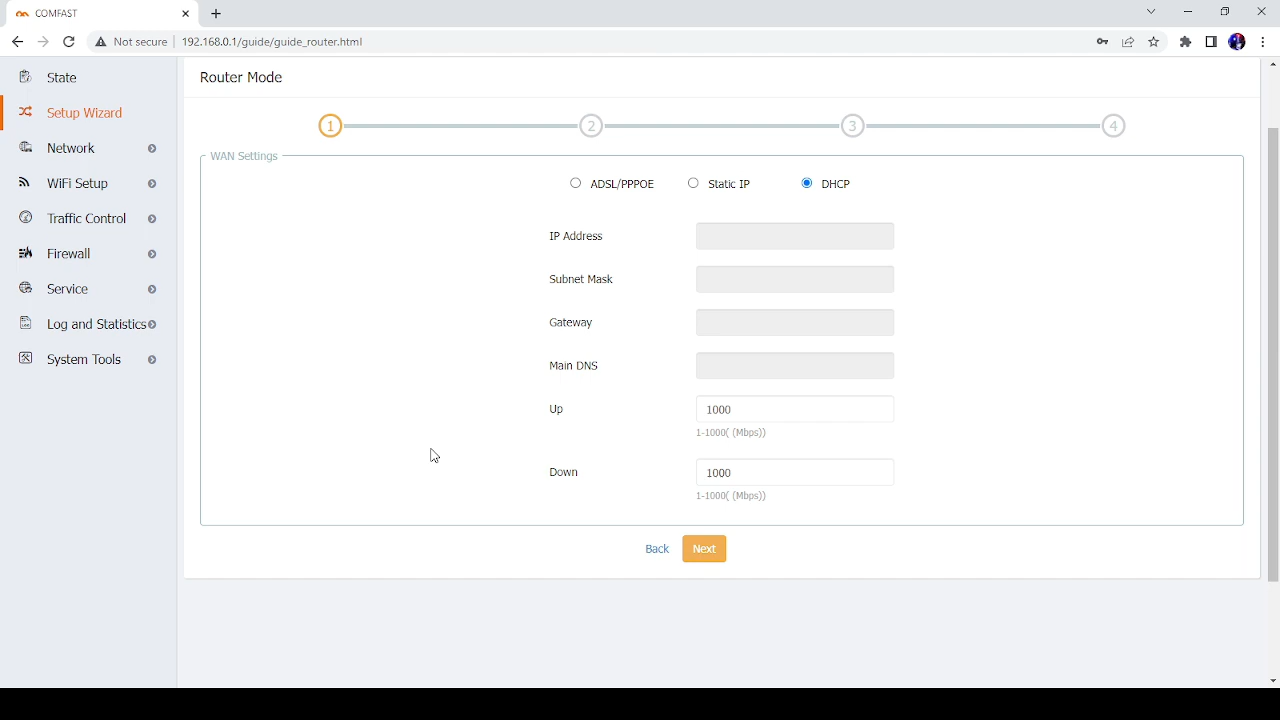 COMFAST
Not secure
192.168.0.1/guide/guide_router.html
State
Setup Wizard
Network
WiFi Setup
Traffic Control
Firewall
Service
Log and Statistics
System Tools
Router Mode
1 2 3 4
WAN Settings
ADSL/PPPOE Static IP DHCP
IP Address
Subnet Mask
Gateway
Main DNS
Up 1000
1-1000( (Mbps))
Down 1000
1-1000( (Mbps))
Back Next